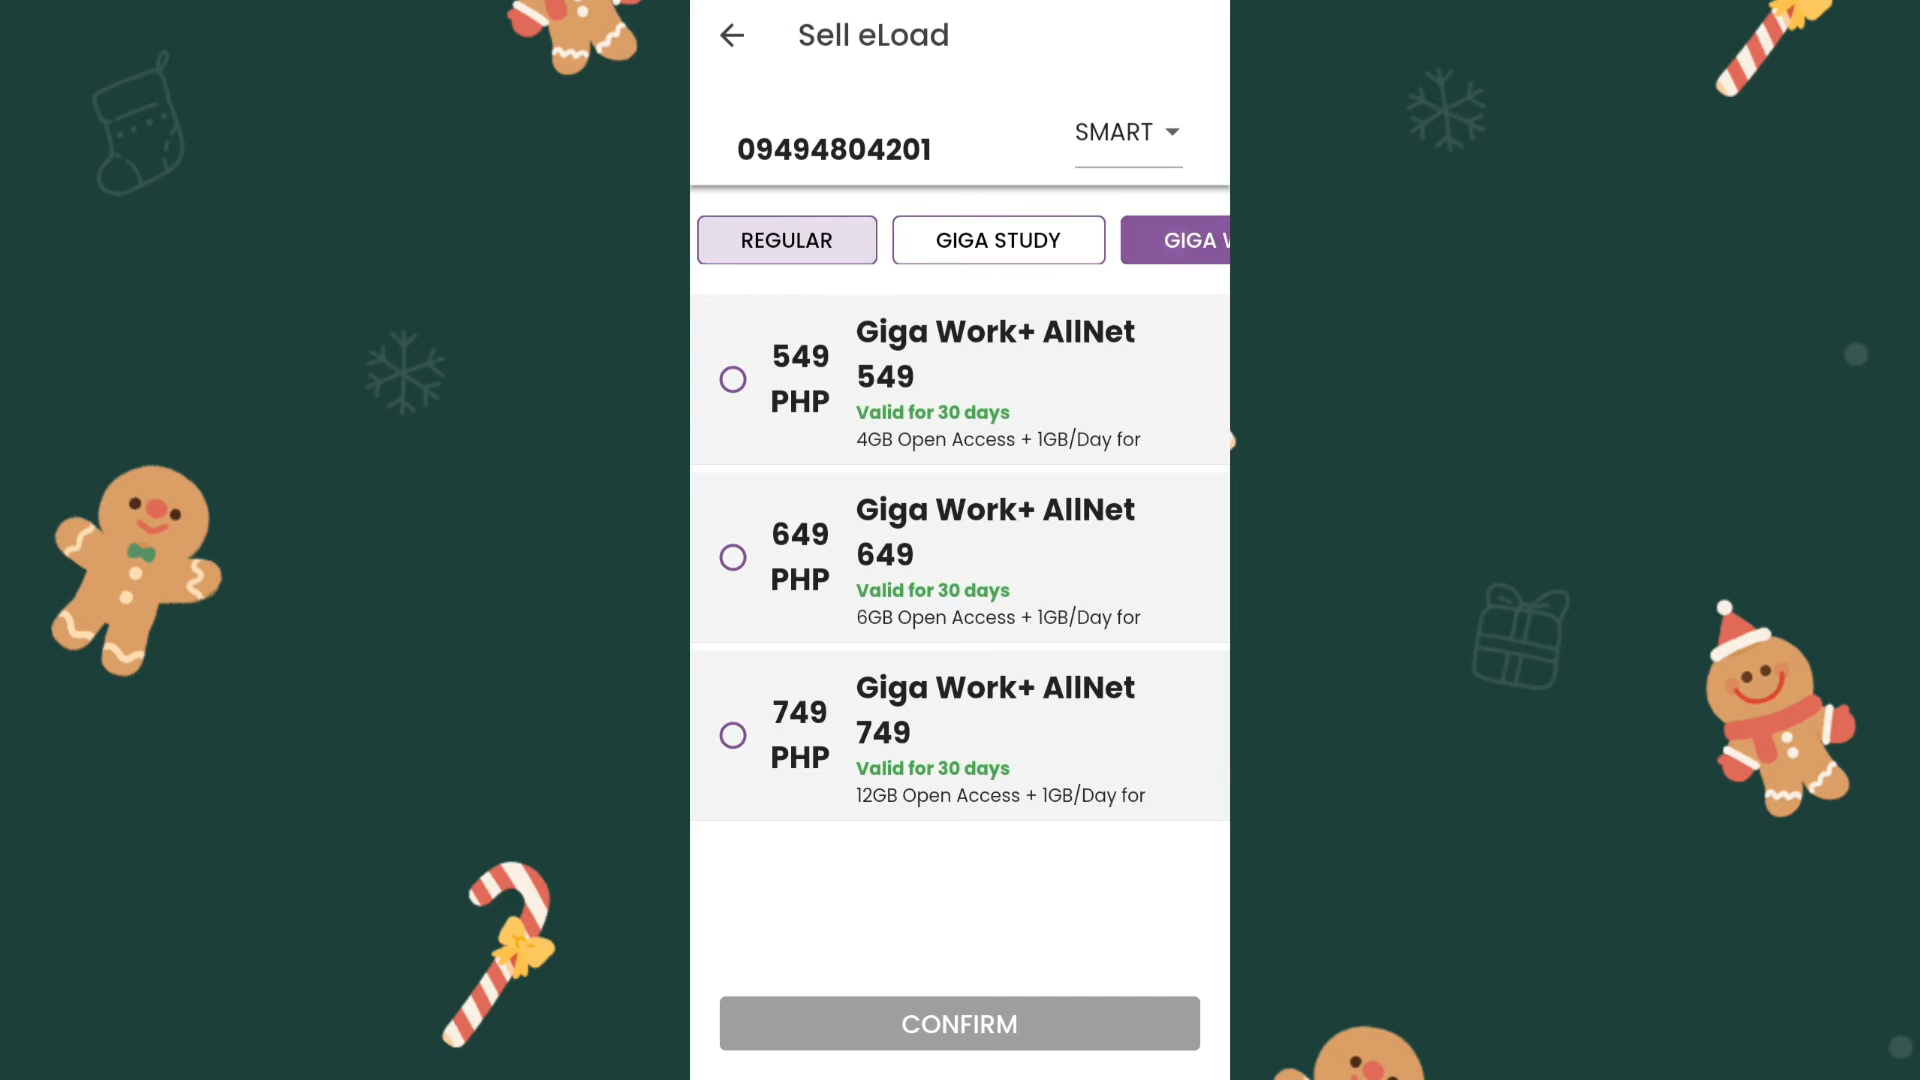 Sell eLoad
09494804201
SMART
REGULAR
GIGA STUDY
GIGA
549
PHP
Giga Work+ AllNet
549
Valid for 30 days
4GB Open Access + 1GB/Day for
649
PHP
Giga Work+ AllNet
649
Valid for 30 days
6GB Open Access + 1GB/Day for
749
PHP
Giga Work+ AllNet
749
Valid for 30 days
12GB Open Access + 1GB/Day for
CONFIRM